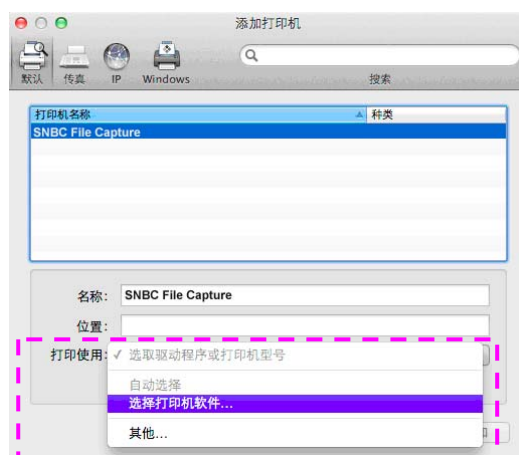 添加打印机
默认 传真 IP Windows 搜索
打印机名称 种类
SNBC File Capture
名称: SNBC File Capture
位置:
打印使用: ✓ 选取驱动程序或打印机型号
自动选择
选择打印机软件...
其他...